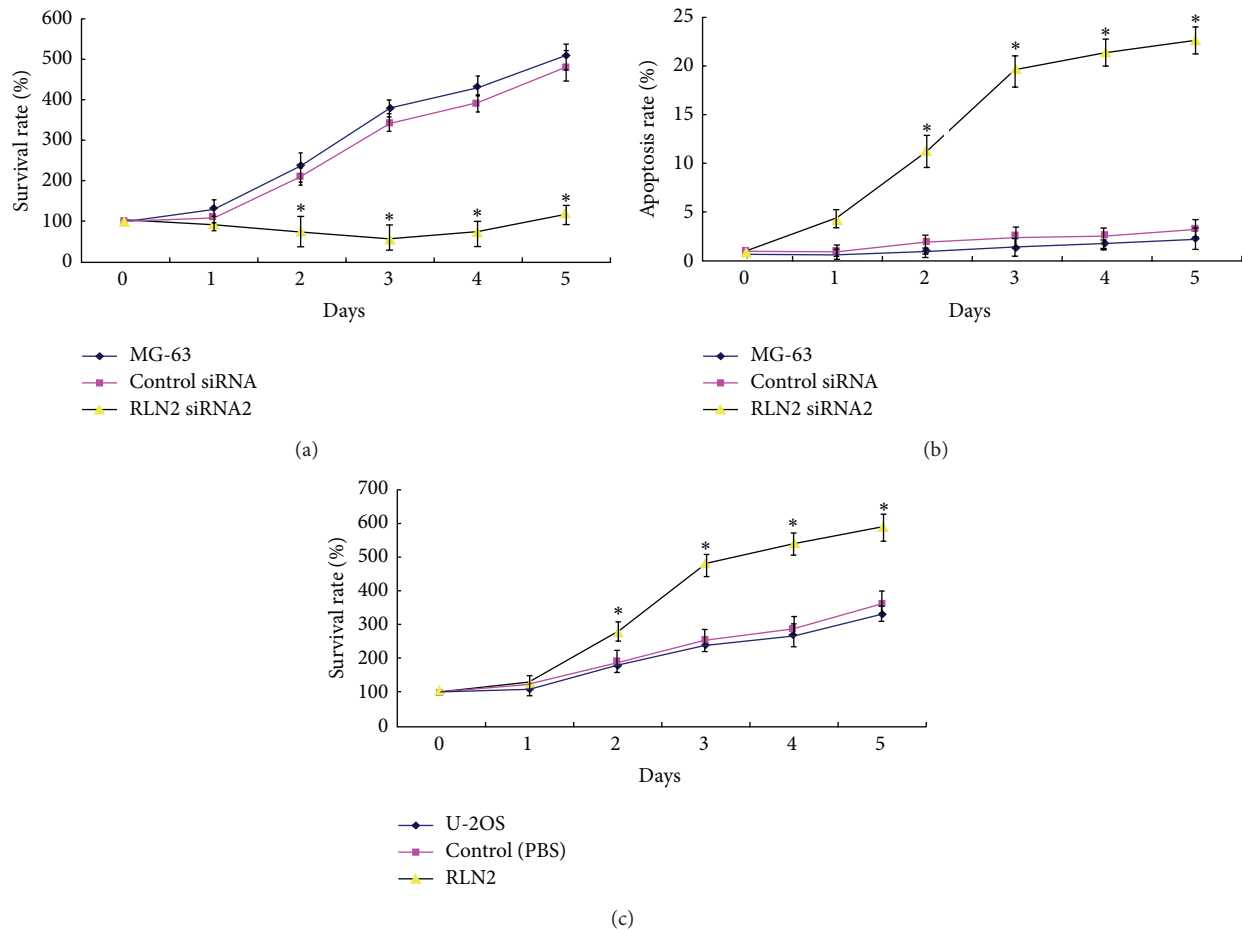 600
500
400
300
200
100
0
Survival rate (%)
0 1 2 3 4 5
Days
* * * *
MG-63
Control siRNA
RLN2 siRNA2
(a)
25
20
15
10
5
0
Apoptosis rate (%)
0 1 2 3 4 5
Days
* * * *
MG-63
Control siRNA
RLN2 siRNA2
(b)
700
600
500
400
300
200
100
0
Survival rate (%)
0 1 2 3 4 5
Days
* * * *
U-2OS
Control (PBS)
RLN2
(c)